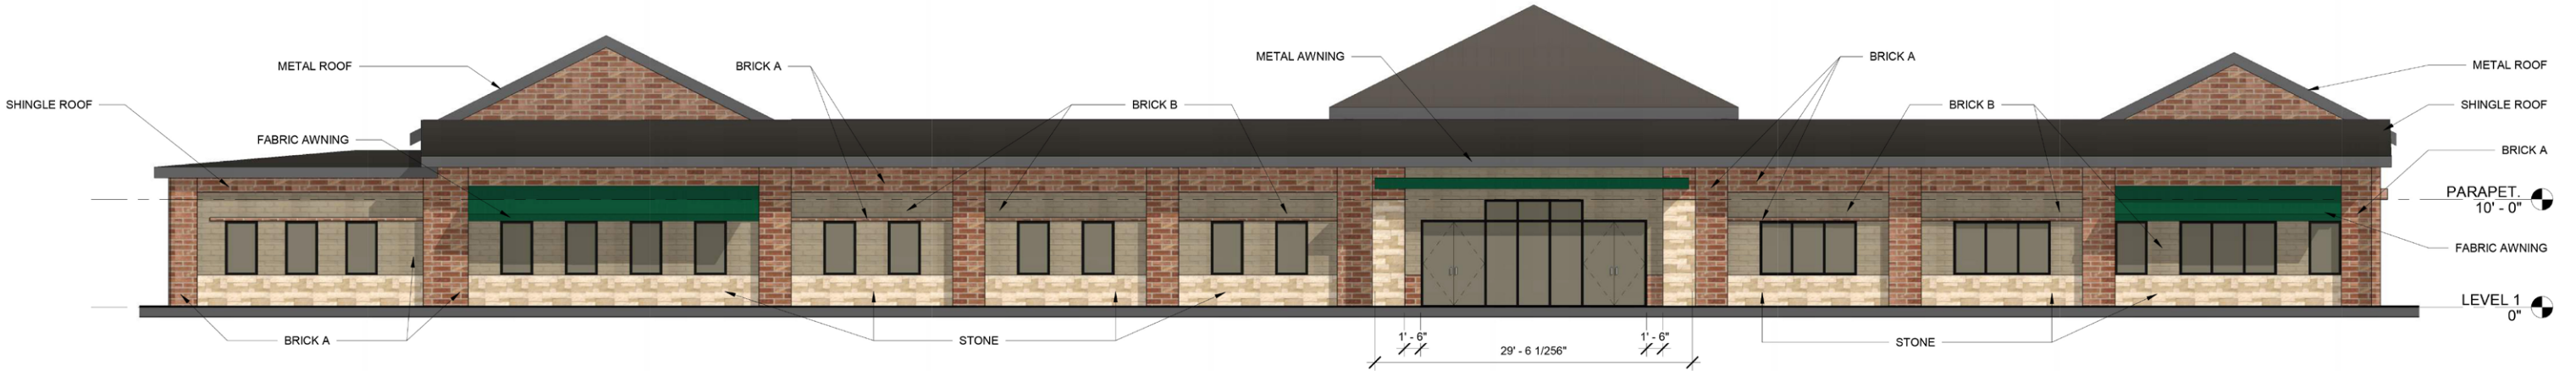 METAL ROOF
BRICK A
METAL AWNING
BRICK A
METAL ROOF
SHINGLE ROOF
BRICK B
BRICK B
SHINGLE ROOF
FABRIC AWNING
BRICK A
PARAPET.
10' - 0"
FABRIC AWNING
LEVEL 1
0"
BRICK A
STONE
1' - 6"
29' - 6 1/256"
1' - 6"
STONE